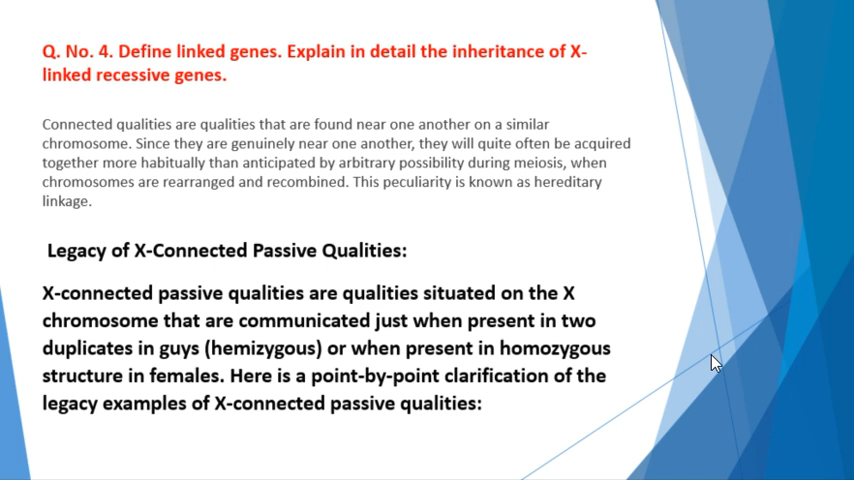 Q. No. 4. Define linked genes. Explain in detail the inheritance of X-
linked recessive genes.
Connected qualities are qualities that are found near one another on a similar
chromosome. Since they are genuinely near one another, they will quite often be acquired
together more habitually than anticipated by arbitrary possibility during meiosis, when
chromosomes are rearranged and recombined. This peculiarity is known as hereditary
linkage.
Legacy of X-Connected Passive Qualities:
X-connected passive qualities are qualities situated on the X
chromosome that are communicated just when present in two
duplicates in guys (hemizygous) or when present in homozygous
structure in females. Here is a point-by-point clarification of the
legacy examples of X-connected passive qualities: